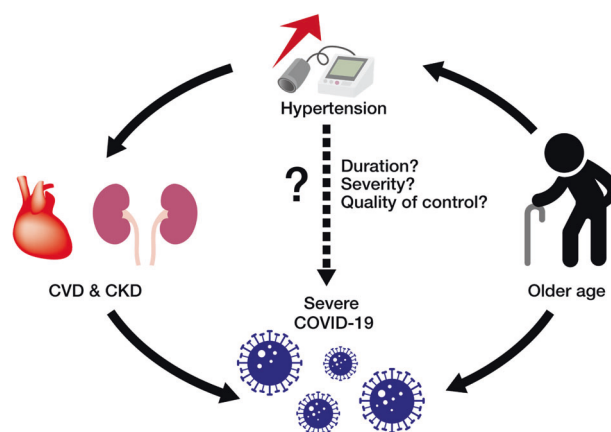 Hypertension
?
Duration?
Severity?
Quality of control?
CVD & CKD
Older age
Severe
COVID-19